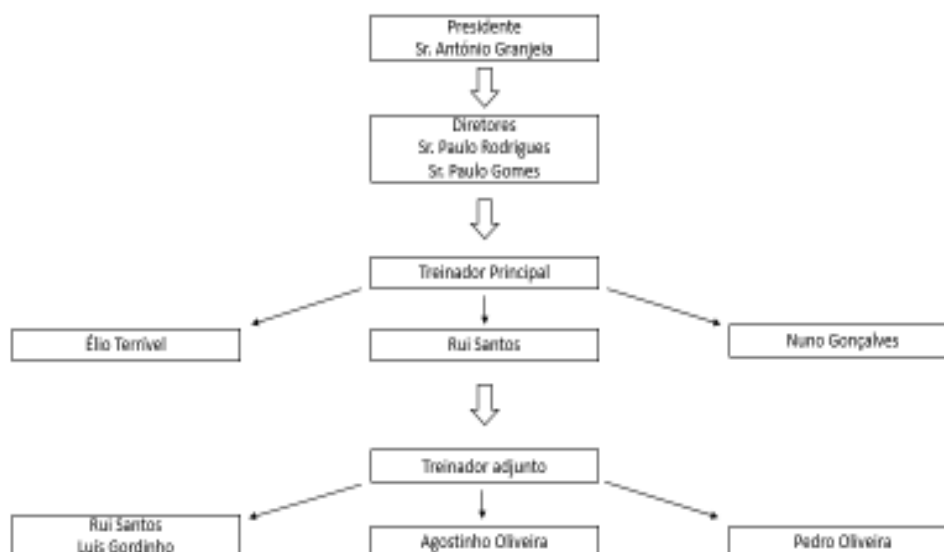 Presidente
Sr. António Granjeia
Diretores
Sr. Paulo Rodrigues
Sr. Paulo Gomes
Treinador Principal
Élio Terrível
Rui Santos
Nuno Gonçalves
Treinador adjunto
Rui Santos
Luís Gordinho
Agostinho Oliveira
Pedro Oliveira